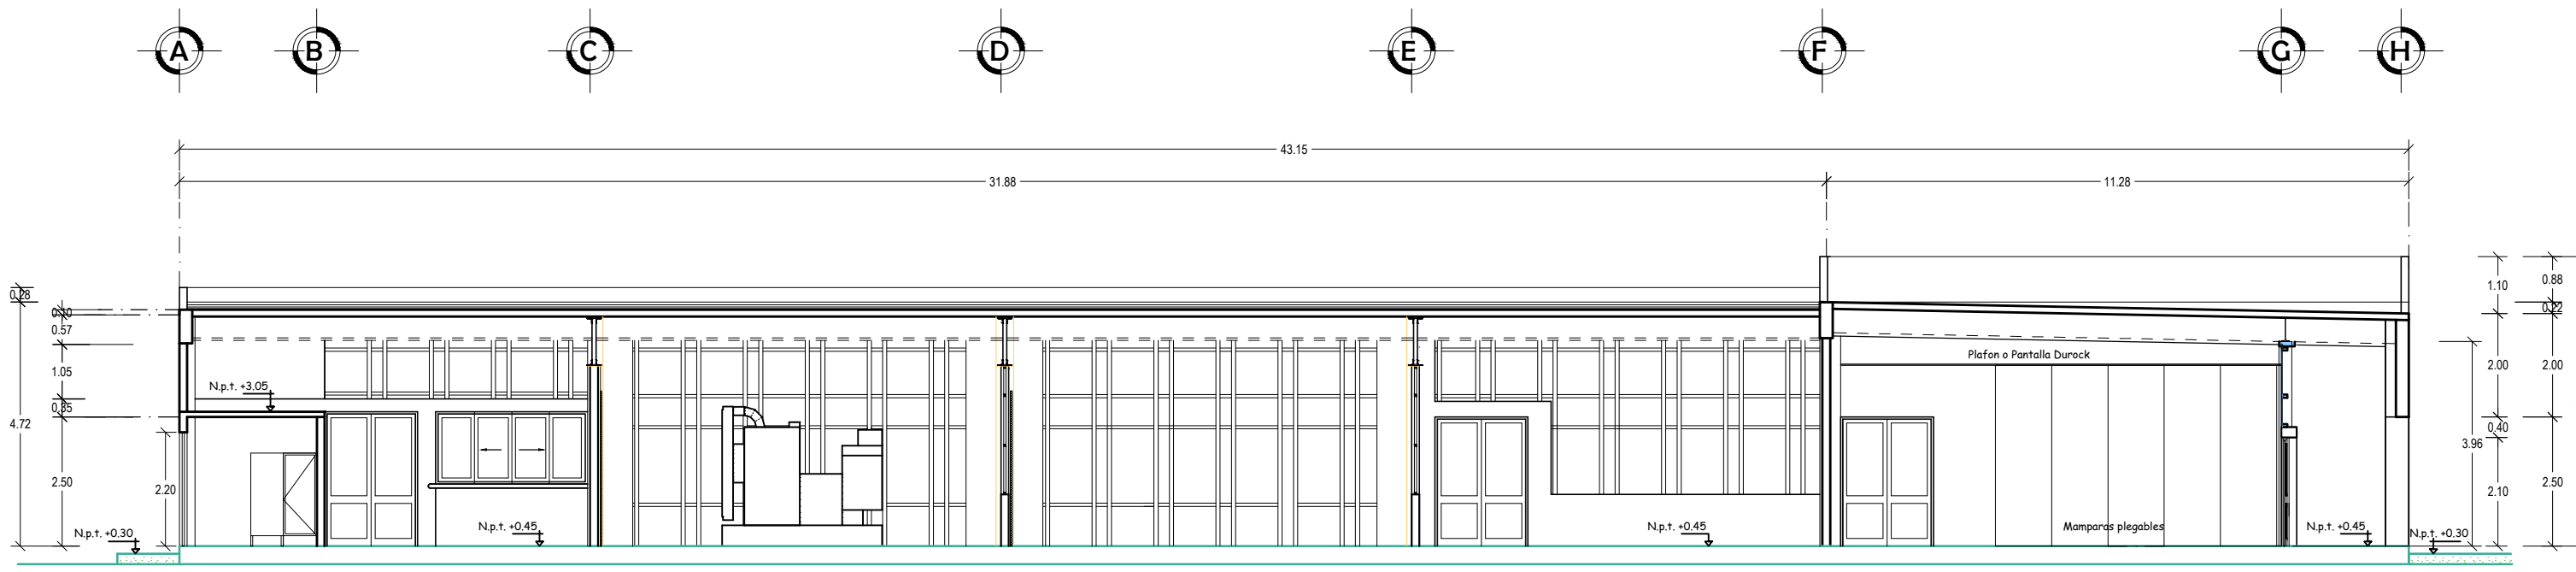 A B C D E F G H
43.15
31.88 11.28
0.28
4.72
0.10
0.57
1.05
0.35
2.50
2.20
N.p.t. +0.30
N.p.t. +3.05
N.p.t. +0.45
N.p.t. +0.45
Plafon o Pantalla Durock
Mamparas plegables
N.p.t. +0.45
N.p.t. +0.30
3.96
1.10
2.00
0.40
2.10
0.88
0.22
2.00
2.50